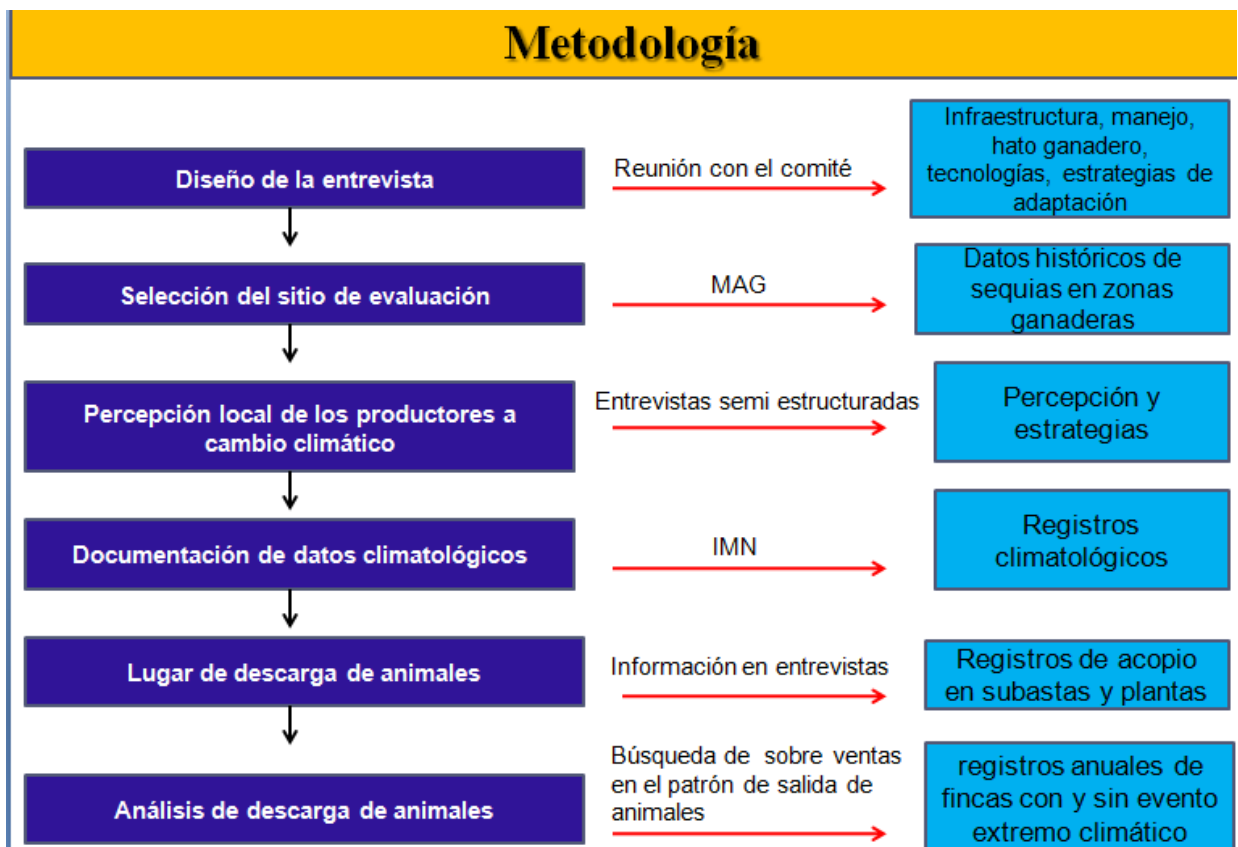 Metodología
Diseño de la entrevista
Reunión con el comité
Infraestructura, manejo,
hato ganadero,
tecnologías, estrategias de
adaptación
Selección del sitio de evaluación
MAG
Datos históricos de
sequias en zonas
ganaderas
Percepción local de los productores a
cambio climático
Entrevistas semi estructuradas
Percepción y
estrategias
Documentación de datos climatológicos
IMN
Registros
climatológicos
Lugar de descarga de animales
Información en entrevistas
Registros de acopio
en subastas y plantas
Análisis de descarga de animales
Búsqueda de sobre ventas
en el patrón de salida de
animales
registros anuales de
fincas con y sin evento
extremo climático